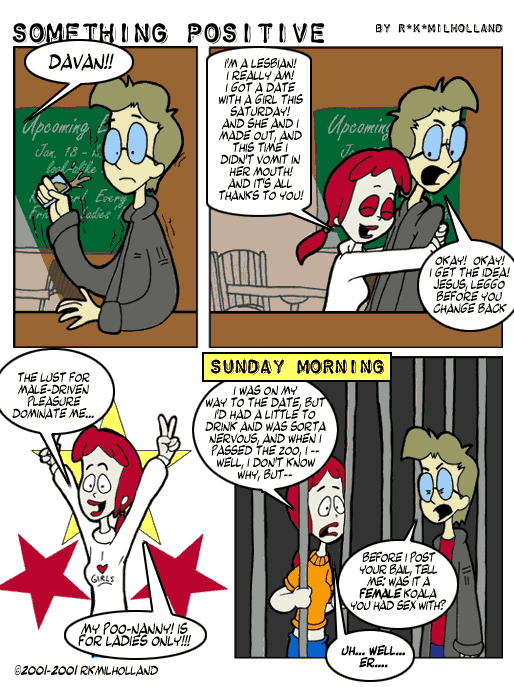 SOMETHING POSITIVE
BY R*K*MILHOLLAND
DAVAN!!
Upcoming E
Jan. 18 -
I'M A LESBIAN!
I REALLY AM!
I GOT A DATE
WITH A GIRL THIS
SATURDAY!
AND SHE AND I
MADE OUT, AND
THIS TIME I
DIDN'T VOMIT IN
HER MOUTH!
AND IT'S ALL
THANKS TO YOU!
Upcoming
J
OKAY! OKAY!
I GET THE IDEA!
JESUS, LEGGO
BEFORE YOU
CHANGE BACK
THE LUST FOR
MALE-DRIVEN
PLEASURE
DOMINATE ME...
I
GIRLS
MY POO-NANNY! IS
FOR LADIES ONLY!!!
SUNDAY MORNING
I WAS ON MY
WAY TO THE DATE, BUT
I'D HAD A LITTLE TO
DRINK AND WAS SORTA
NERVOUS, AND WHEN I
PASSED THE ZOO, I --
WELL, I DON'T KNOW
WHY, BUT--
BEFORE I POST
YOUR BAIL, TELL
ME: WAS IT A
FEMALE KOALA
YOU HAD SEX WITH?
UH... WELL...
ER....
©2001-2001 RKMILHOLLAND